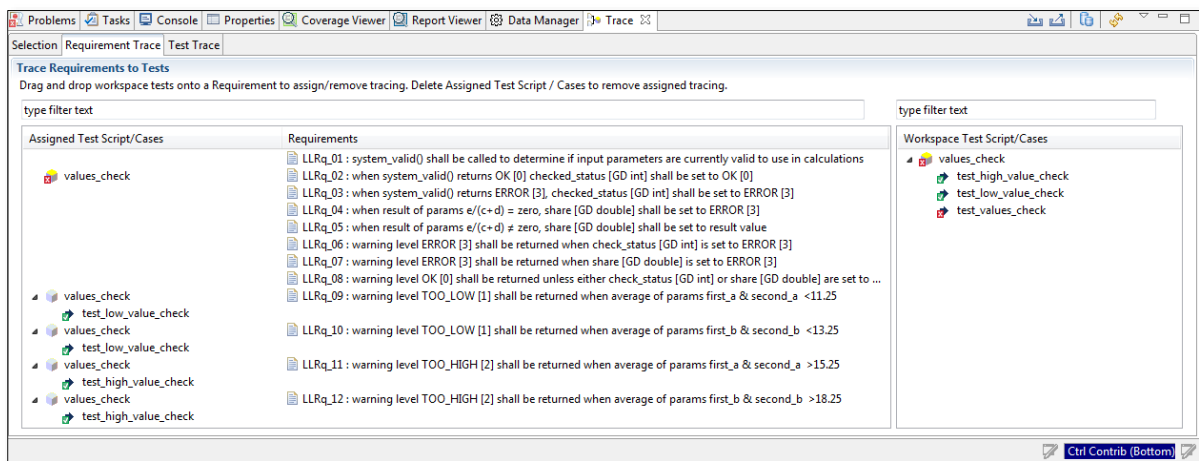 Problems Tasks Console Properties Coverage Viewer Report Viewer Data Manager Trace
Selection Requirement Trace Test Trace
Trace Requirements to Tests
Drag and drop workspace tests onto a Requirement to assign/remove tracing. Delete Assigned Test Script / Cases to remove assigned tracing.
type filter text
Assigned Test Script/Cases Requirements
LLRq_01 : system_valid() shall be called to determine if input parameters are currently valid to use in calculations
values_check LLRq_02 : when system_valid() returns OK [0] checked_status [GD int] shall be set to OK [0]
LLRq_03 : when system_valid() returns ERROR [3], checked_status [GD int] shall be set to ERROR [3]
LLRq_04 : when result of params e/(c+d) = zero, share [GD double] shall be set to ERROR [3]
LLRq_05 : when result of params e/(c+d) ≠ zero, share [GD double] shall be set to result value
LLRq_06 : warning level ERROR [3] shall be returned when check_status [GD int] is set to ERROR [3]
LLRq_07 : warning level ERROR [3] shall be returned when share [GD double] is set to ERROR [3]
LLRq_08 : warning level OK [0] shall be returned unless either check_status [GD int] or share [GD double] are set to ...
values_check LLRq_09 : warning level TOO_LOW [1] shall be returned when average of params first_a & second_a <11.25
test_low_value_check
values_check LLRq_10 : warning level TOO_LOW [1] shall be returned when average of params first_b & second_b <13.25
test_low_value_check
values_check LLRq_11 : warning level TOO_HIGH [2] shall be returned when average of params first_a & second_a >15.25
test_high_value_check
values_check LLRq_12 : warning level TOO_HIGH [2] shall be returned when average of params first_b & second_b >18.25
test_high_value_check
type filter text
Workspace Test Script/Cases
values_check
test_high_value_check
test_low_value_check
test_values_check
Ctrl Contrib (Bottom)